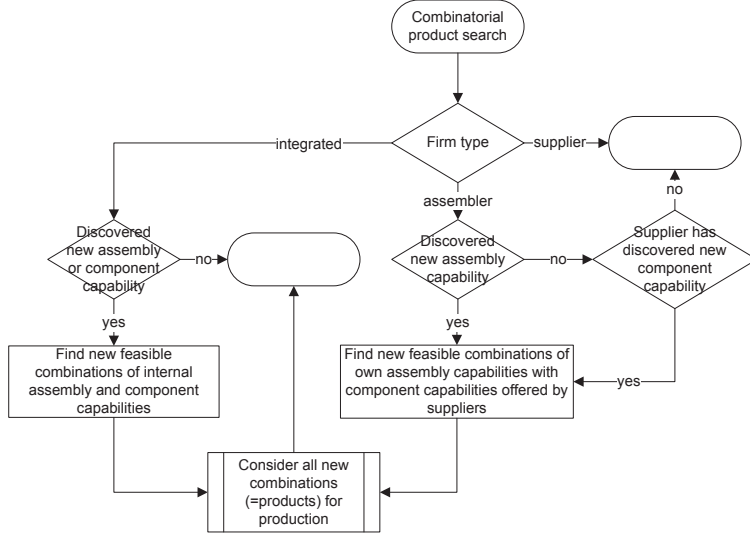 Combinatorial
product search
Firm type
integrated
supplier
assembler
no
Discovered
new assembly
or component
capability
no
Discovered
new assembly
capability
no
Supplier has
discovered new
component
capability
yes
yes
yes
Find new feasible
combinations of internal
assembly and component
capabilities
Find new feasible combinations of
own assembly capabilities with
component capabilities offered by
suppliers
Consider all new
combinations
(=products) for
production